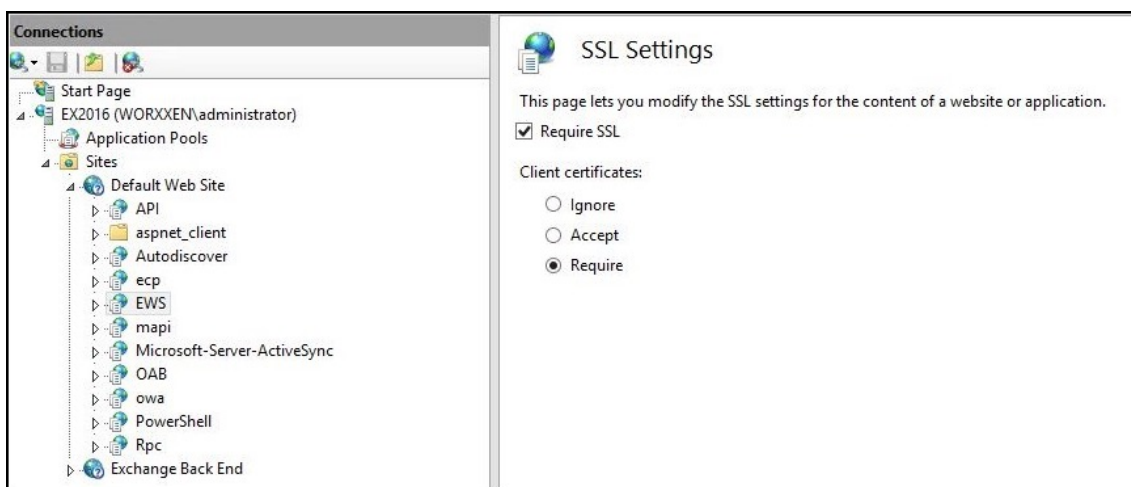 Connections
Start Page
EX2016 (WORXXEN\administrator)
Application Pools
Sites
Default Web Site
API
aspnet_client
Autodiscover
ecp
EWS
mapi
Microsoft-Server-ActiveSync
OAB
owa
PowerShell
Rpc
Exchange Back End
SSL Settings
This page lets you modify the SSL settings for the content of a website or application.
Require SSL
Client certificates:
Ignore
Accept
Require